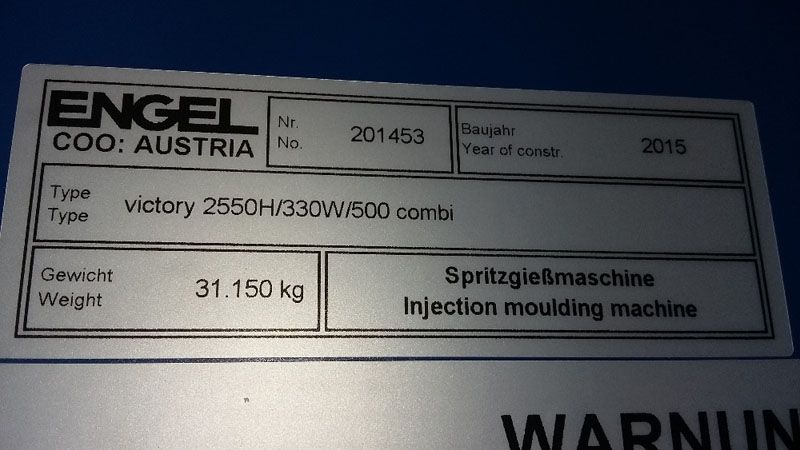 ENGEL
COO: AUSTRIA
Nr.
No.
201453
Baujahr
Year of constr.
2015
Type
Type
victory 2550H/330W/500 combi
Gewicht
Weight
31.150 kg
Spritzgießmaschine
Injection moulding machine
WARNUN